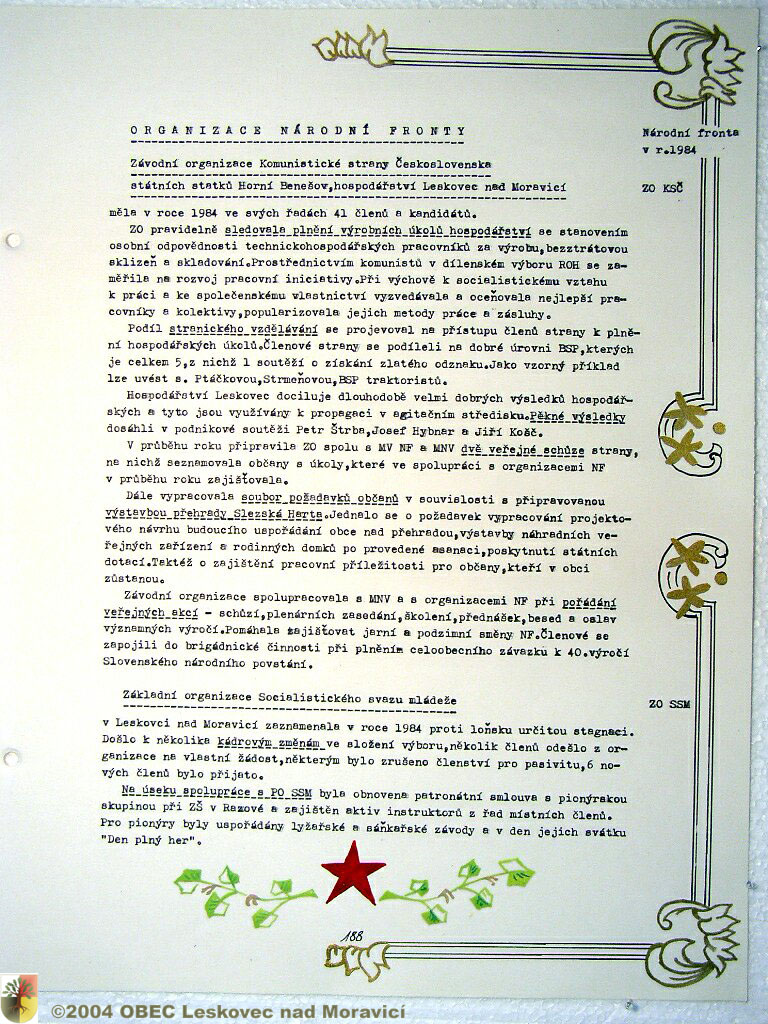 ORGANIZACE NÁRODNÍ FRONTY
Národní fronta
v r.1984
Závodní organizace Komunistické strany Československa
státních statků Horní Benešov,hospodářství Leskovec nad Moravicí
ZO KSČ
měla v roce 1984 ve svých řadách 41 členů a kandidátů.
ZO pravidelně sledovala plnění výrobních úkolů hospodářství se stanovením
osobní odpovědnosti technickohospodářských pracovníků za výrobu,bezztrátovou
sklizeň a skladování.Prostřednictvím komunistů v dílenském výboru ROH se za-
měřila na rozvoj pracovní iniciativy.Při výchově k socialistickému vztahu
k práci a ke společenskému vlastnictví vyzvedávala a oceňovala nejlepší pra-
covníky a kolektivy,popularizovala jejich metody práce a zásluhy.
Podíl stranického vzdělávání se projevoval na přístupu členů strany k plně-
ní hospodářských úkolů.Členové strany se podíleli na dobré úrovni BSP,kterých
je celkem 5,z nichž 1 soutěží o získání zlatého odznaku.Jako vzorný příklad
lze uvést s. Ptáčkovou,Strmeňovou,BSP traktoristů.
Hospodářství Leskovec dociluje dlouhodobě velmi dobrých výsledků hospodář-
ských a tyto jsou využívány k propagaci v agitačním středisku.Pěkné výsledky
dosáhli v podnikové soutěži Petr Štrba,Josef Hybner a Jiří Košč.
V průběhu roku připravila ZO spolu s MV NF a MNV dvě veřejné schůze strany,
na nichž seznamovala občany s úkoly,které ve spolupráci s organizacemi NF
v průběhu roku zajišťovala.
Dále vypracovala soubor požadavků občanů v souvislosti s připravovanou
výstavbou přehrady Slezská Harta.Jednalo se o požadavek vypracování projekto-
vého návrhu budoucího uspořádání obce nad přehradou,výstavby náhradních ve-
řejných zařízení a rodinných domků po provedené asanaci,poskytnutí státních
dotací.Taktéž o zajištění pracovní příležitosti pro občany,kteří v obci
zůstanou.
Závodní organizace spolupracovala s MNV a s organizacemi NF při pořádání
veřejných akcí - schůzí,plenárních zasedání,školení,přednášek,besed a oslav
významných výročí.Pomáhala zajišťovat jarní a podzimní směny NF.Členové se
zapojili do brigádnické činnosti při plněním celoobecního závazku k 40.výročí
Slovenského národního povstání.
Základní organizace Socialistického svazu mládeže
ZO SSM
v Leskovci nad Moravicí zaznamenala v roce 1984 proti loňsku určitou stagnaci.
Došlo k několika kádrovým změnám ve složení výboru,několik členů odešlo z or-
ganizace na vlastní žádost,některým bylo zrušeno členství pro pasivitu,6 no-
vých členů bylo přijato.
Na úseku spolupráce s PO SSM byla obnovena patronátní smlouva s pionýrskou
skupinou při ZŠ v Razové a zajištěn aktiv instruktorů z řad místních členů.
Pro pionýry byly uspořádány lyžařské a sáňkařské závody a v den jejich svátku
"Den plný her".
188
©2004 OBEC Leskovec nad Moravicí